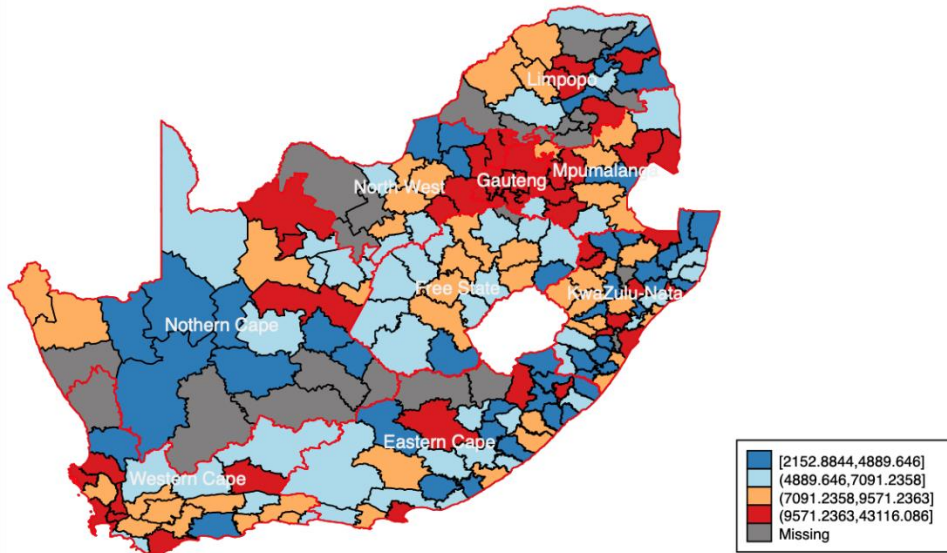 Limpopo
North West
Gauteng
Mpumalanga
Free State
KwaZulu-Nata
Nothern Cape
Eastern Cape
Western Cape
[2152.8844,4889.646]
(4889.646,7091.2358]
(7091.2358,9571.2363]
(9571.2363,43116.086]
Missing